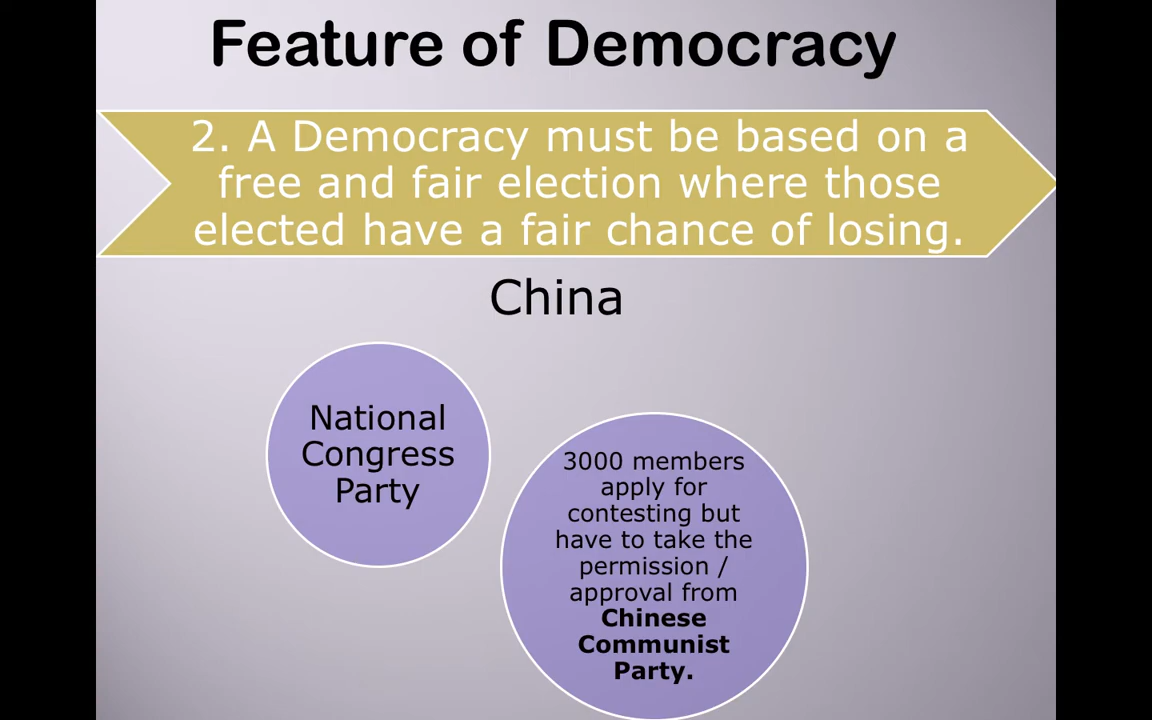 Feature of Democracy
2. A Democracy must be based on a
free and fair election where those
elected have a fair chance of losing.
China
National
Congress
Party
3000 members
apply for
contesting but
have to take the
permission /
approval from
Chinese
Communist
Party.